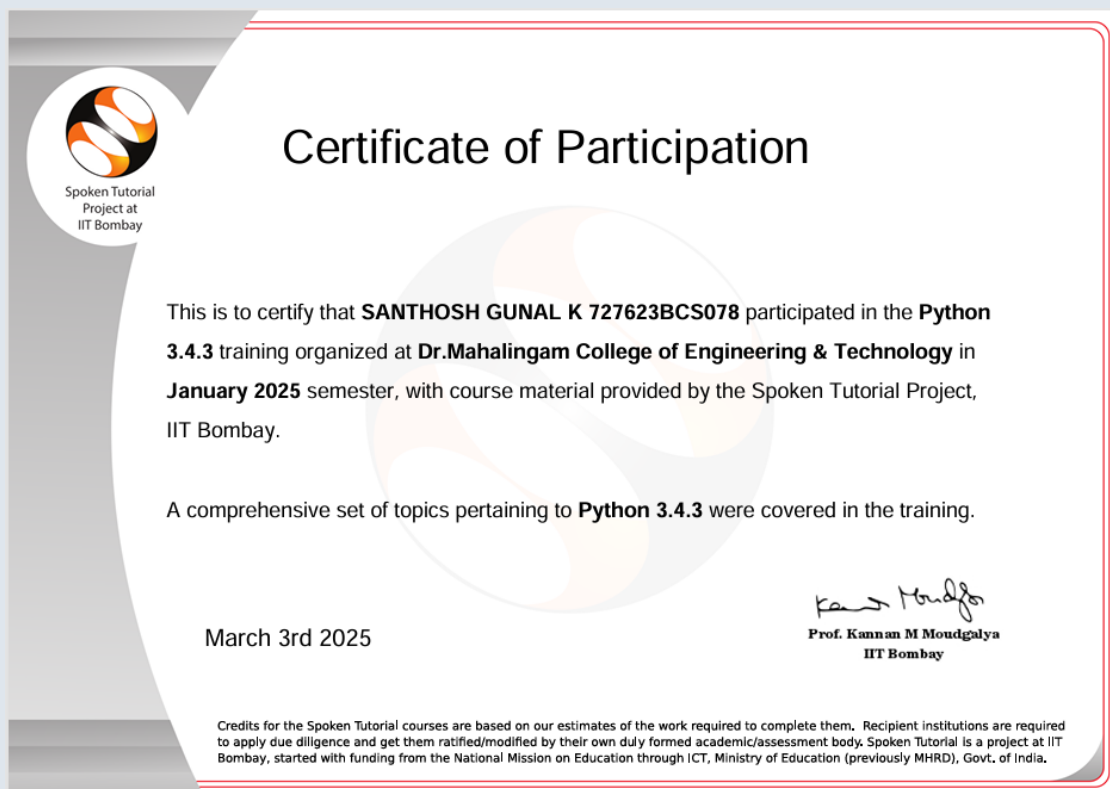 Spoken Tutorial
Project at
IIT Bombay
Certificate of Participation
This is to certify that SANTHOSH GUNAL K 727623BCS078 participated in the Python
3.4.3 training organized at Dr.Mahalingam College of Engineering & Technology in
January 2025 semester, with course material provided by the Spoken Tutorial Project,
IIT Bombay.
A comprehensive set of topics pertaining to Python 3.4.3 were covered in the training.
March 3rd 2025
Prof. Kannan M Moudgalya
IIT Bombay
Credits for the Spoken Tutorial courses are based on our estimates of the work required to complete them. Recipient institutions are required
to apply due diligence and get them ratified/modified by their own duly formed academic/assessment body. Spoken Tutorial is a project at IIT
Bombay, started with funding from the National Mission on Education through ICT, Ministry of Education (previously MHRD), Govt. of India.